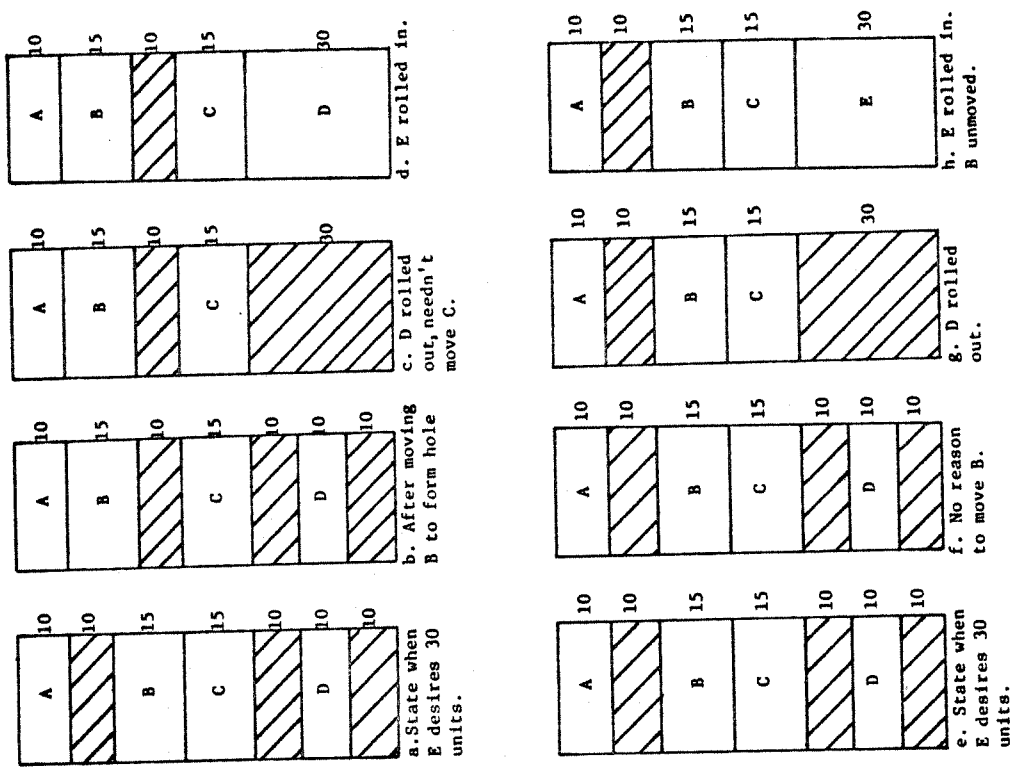 A 10
10
B 15
C 15
10
D 10
10
a.State when
E desires 30
units.
A 10
B 15
10
C 15
10
D 10
10
b. After moving
B to form hole
A 10
B 15
10
C 15
30
c. D rolled
out,needn't
move C.
A 10
B 15
10
C 15
D 30
d. E rolled in.
A 10
10
B 15
C 15
10
D 10
10
e. State when
E desires 30
units.
A 10
10
B 15
C 15
10
D 10
10
f. No reason
to move B.
A 10
10
B 15
C 15
30
g. D rolled
out.
A 10
10
B 15
C 15
E 30
h. E rolled in.
B unmoved.